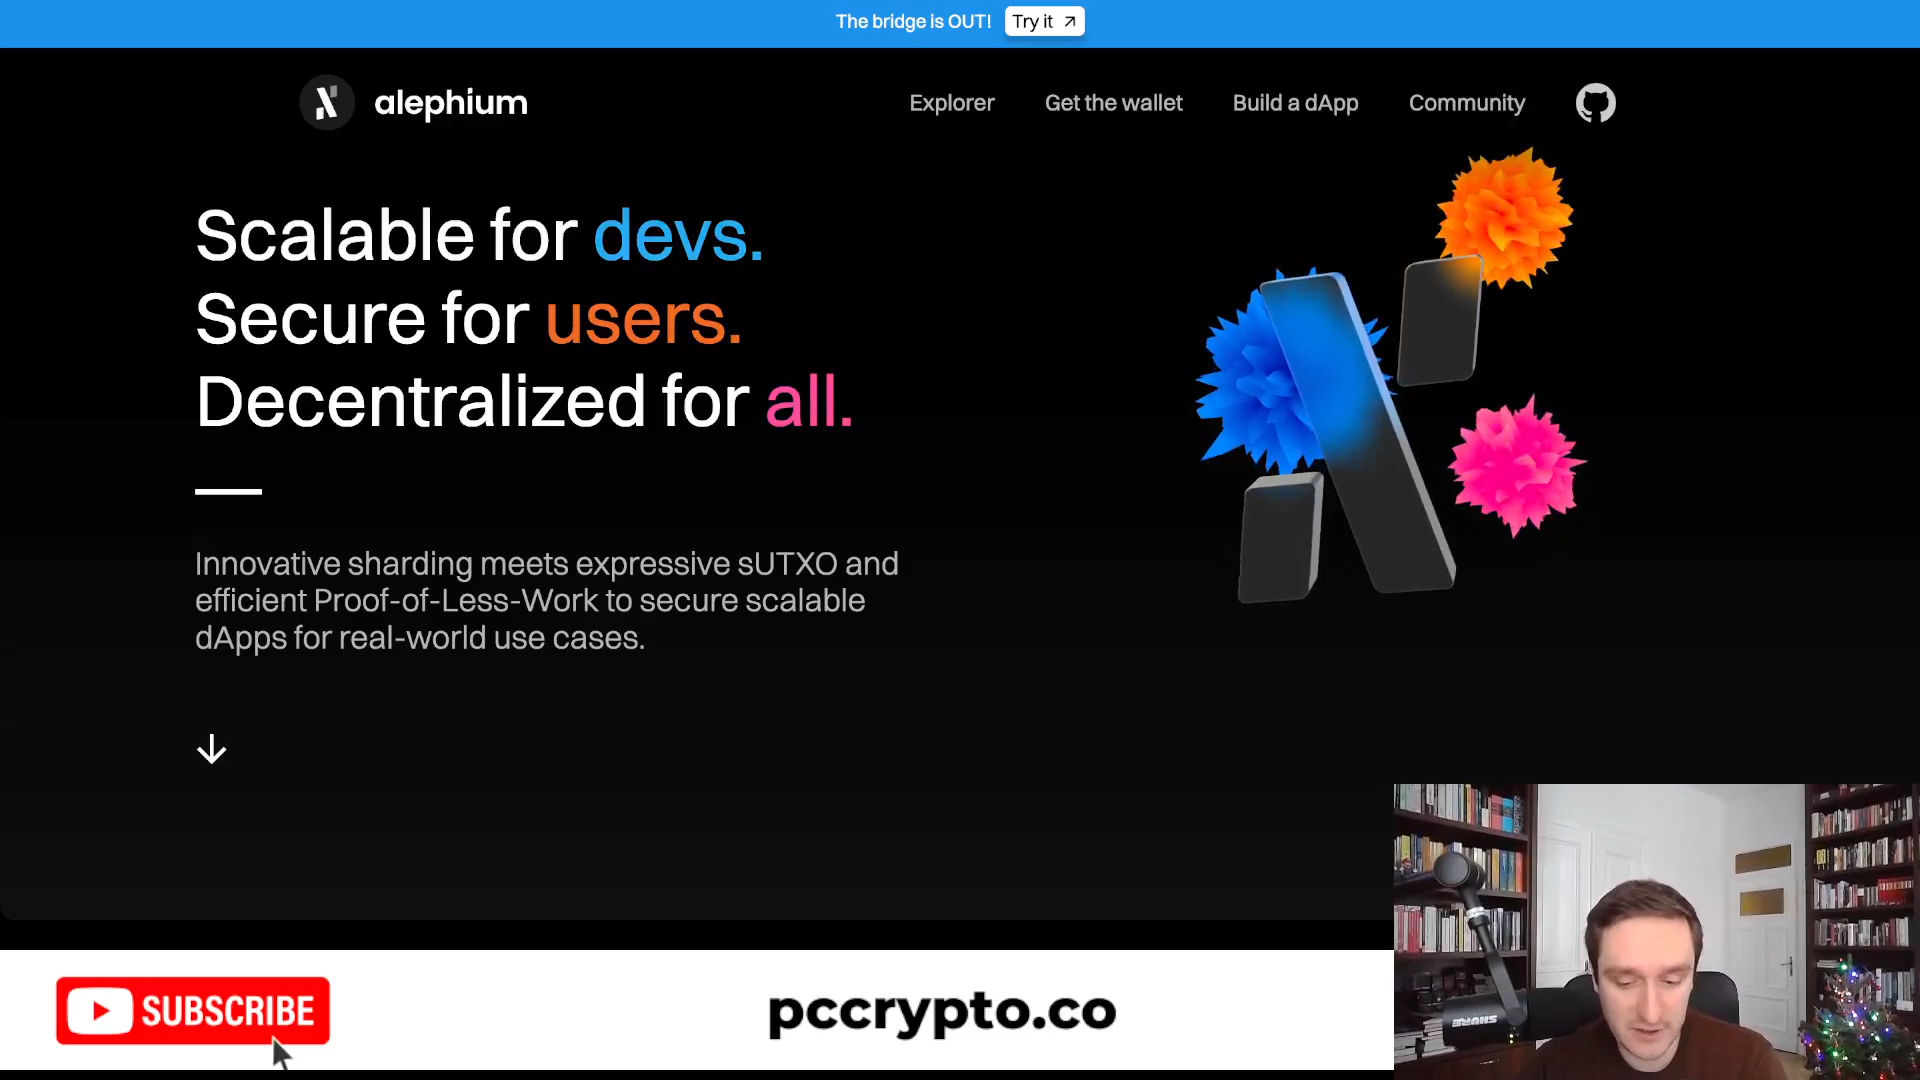 The bridge is OUT! Try it
alephium
Explorer Get the wallet Build a dApp Community
Scalable for devs.
Secure for users.
Decentralized for all.
Innovative sharding meets expressive sUTXO and
efficient Proof-of-Less-Work to secure scalable
dApps for real-world use cases.
SUBSCRIBE
pccrypto.co
SHURE